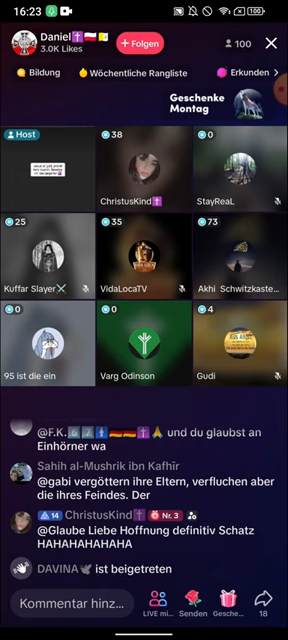 16:23
100
Daniel✝️🇵🇱🇻🇦
3.0K Likes
+ Folgen
100
Bildung
Wöchentliche Rangliste
Erkunden >
Geschenke
Montag
Host
38
0
ChristusKind✝️
StayReaL
25
35
73
Kuffar Slayer⚔
VidaLocaTV
Akhi Schwitzkaste...
0
0
4
95 ist die ein
Varg Odinson
Gudi
und du glaubst an
Einhörner wa
Sahih al-Mushrik ibn Kafhīr
@gabi vergöttern ihre Eltern, verfluchen aber
die ihres Feindes. Der
14 ChristusKind✝️ Nr. 3
@Glaube Liebe Hoffnung definitiv Schatz
HAHAHAHAHAHA
DAVINA🕊 ist beigetreten
Kommentar hinz...
LIVE mi...
Senden
Gesche...
18